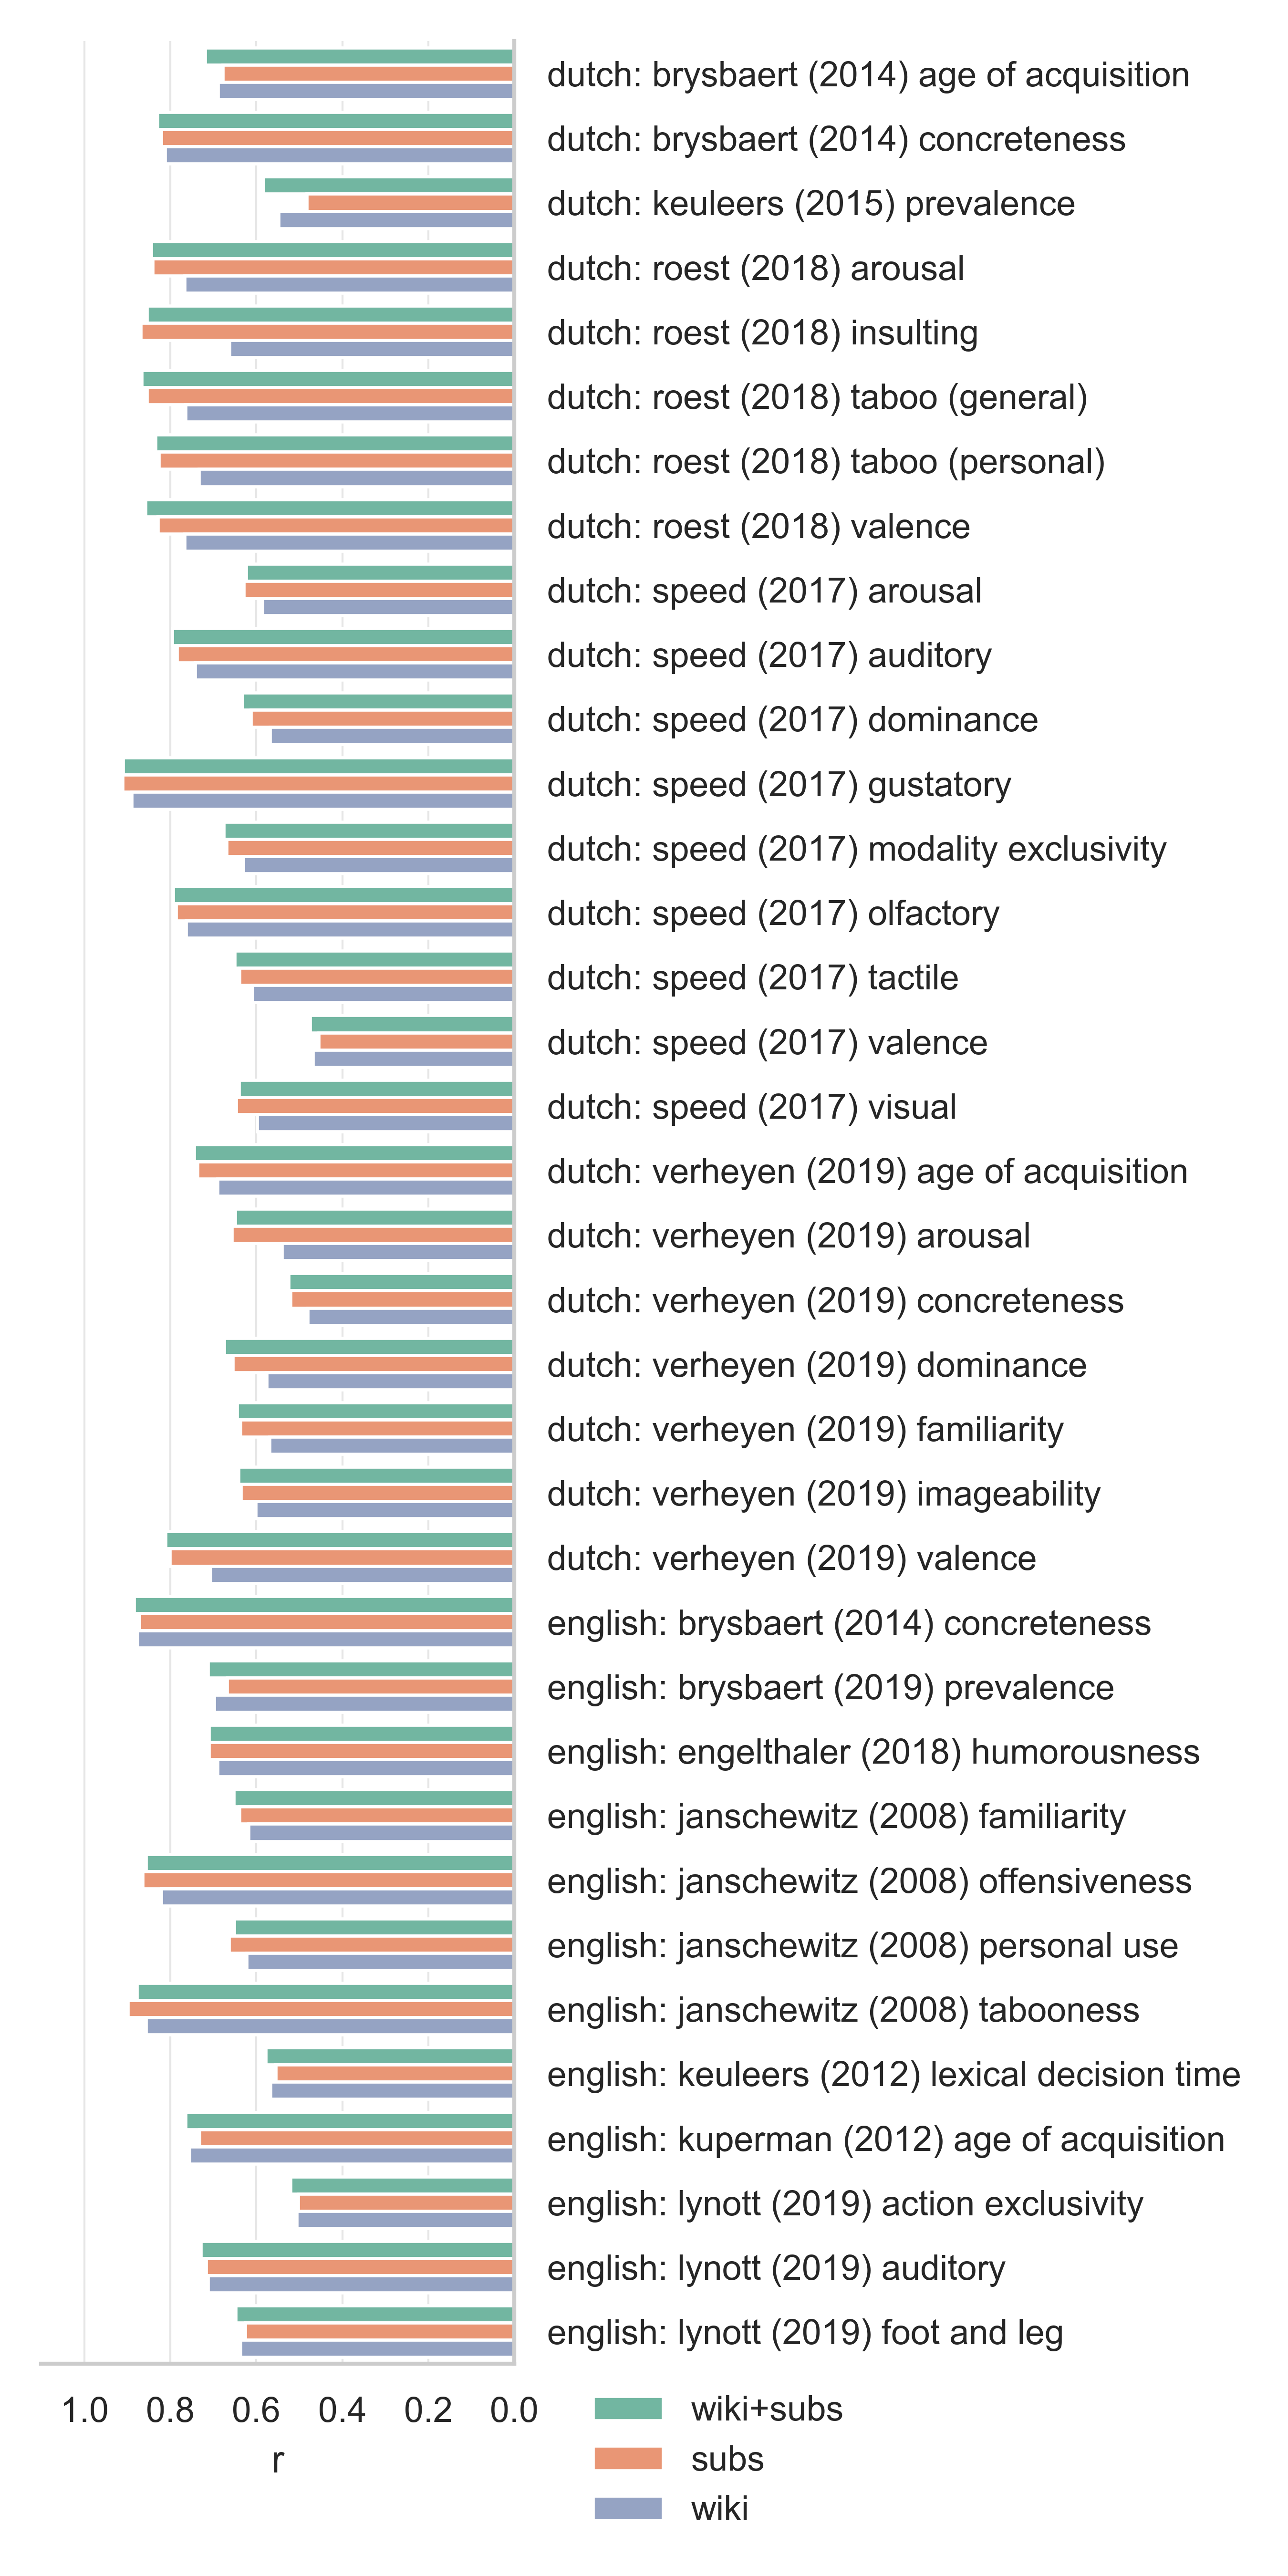 dutch: brysbaert (2014) age of acquisition
dutch: brysbaert (2014) concreteness
dutch: keuleers (2015) prevalence
dutch: roest (2018) arousal
dutch: roest (2018) insulting
dutch: roest (2018) taboo (general)
dutch: roest (2018) taboo (personal)
dutch: roest (2018) valence
dutch: speed (2017) arousal
dutch: speed (2017) auditory
dutch: speed (2017) dominance
dutch: speed (2017) gustatory
dutch: speed (2017) modality exclusivity
dutch: speed (2017) olfactory
dutch: speed (2017) tactile
dutch: speed (2017) valence
dutch: speed (2017) visual
dutch: verheyen (2019) age of acquisition
dutch: verheyen (2019) arousal
dutch: verheyen (2019) concreteness
dutch: verheyen (2019) dominance
dutch: verheyen (2019) familiarity
dutch: verheyen (2019) imageability
dutch: verheyen (2019) valence
english: brysbaert (2014) concreteness
english: brysbaert (2019) prevalence
english: engelthaler (2018) humorousness
english: janschewitz (2008) familiarity
english: janschewitz (2008) offensiveness
english: janschewitz (2008) personal use
english: janschewitz (2008) tabooness
english: keuleers (2012) lexical decision time
english: kuperman (2012) age of acquisition
english: lynott (2019) action exclusivity
english: lynott (2019) auditory
english: lynott (2019) foot and leg
1.0 0.8 0.6 0.4 0.2 0.0
r
wiki+subs
subs
wiki